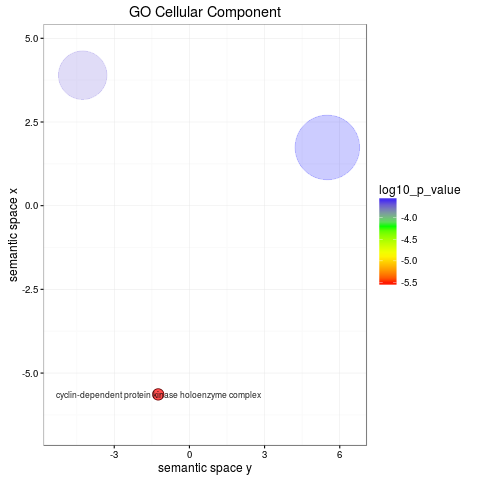 GO Cellular Component
5.0
2.5
0.0
-2.5
-5.0
semantic space x
cyclin-dependent protein kinase holoenzyme complex
-3
0
3
6
semantic space y
log10_p_value
-4.0
-4.5
-5.0
-5.5